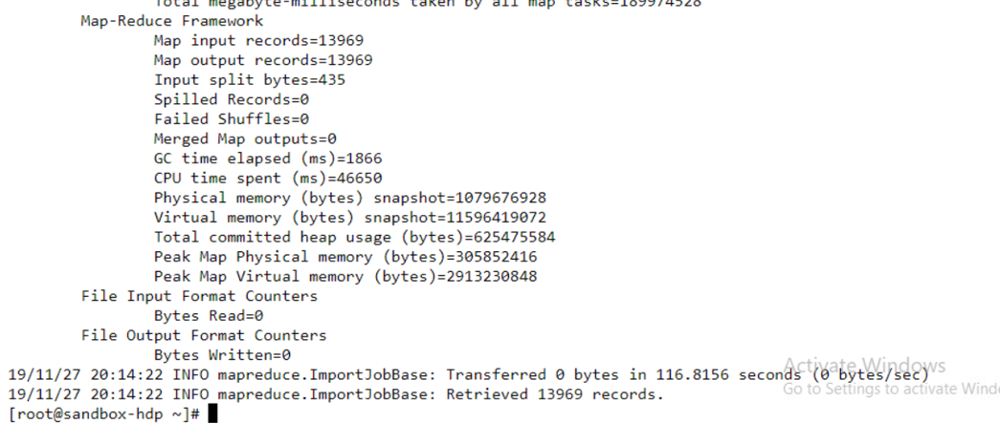 Total megabyte-milliseconds taken by all map tasks=189974528
Map-Reduce Framework
Map input records=13969
Map output records=13969
Input split bytes=435
Spilled Records=0
Failed Shuffles=0
Merged Map outputs=0
GC time elapsed (ms)=1866
CPU time spent (ms)=46650
Physical memory (bytes) snapshot=1079676928
Virtual memory (bytes) snapshot=11596419072
Total committed heap usage (bytes)=625475584
Peak Map Physical memory (bytes)=305852416
Peak Map Virtual memory (bytes)=2913230848
File Input Format Counters
Bytes Read=0
File Output Format Counters
Bytes Written=0
19/11/27 20:14:22 INFO mapreduce.ImportJobBase: Transferred 0 bytes in 116.8156 seconds (0 bytes/sec)
19/11/27 20:14:22 INFO mapreduce.ImportJobBase: Retrieved 13969 records.
[root@sandbox-hdp ~]#
Activate Windows
Go to Settings to activate Wind